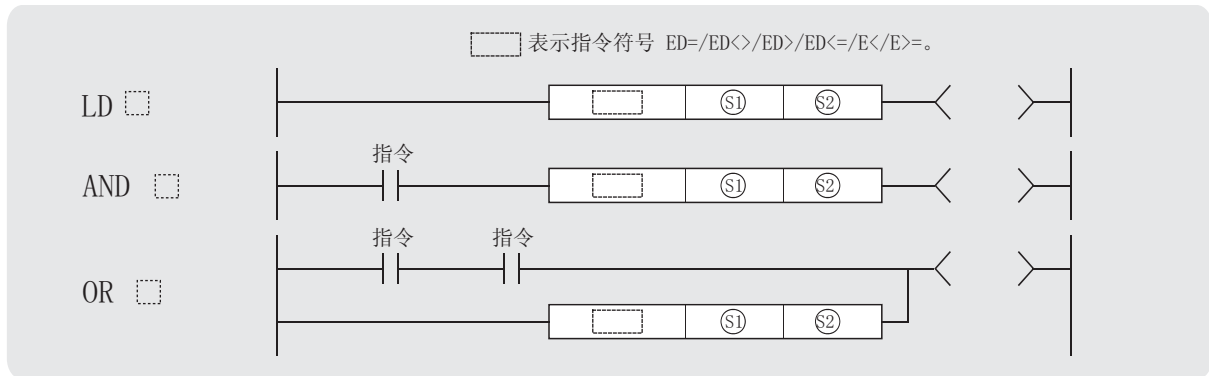 表示指令符号 ED=/ED<>/ED>/ED<=/E</E>=。
LD
S1 S2
指令
AND
S1 S2
指令 指令
OR
S1 S2